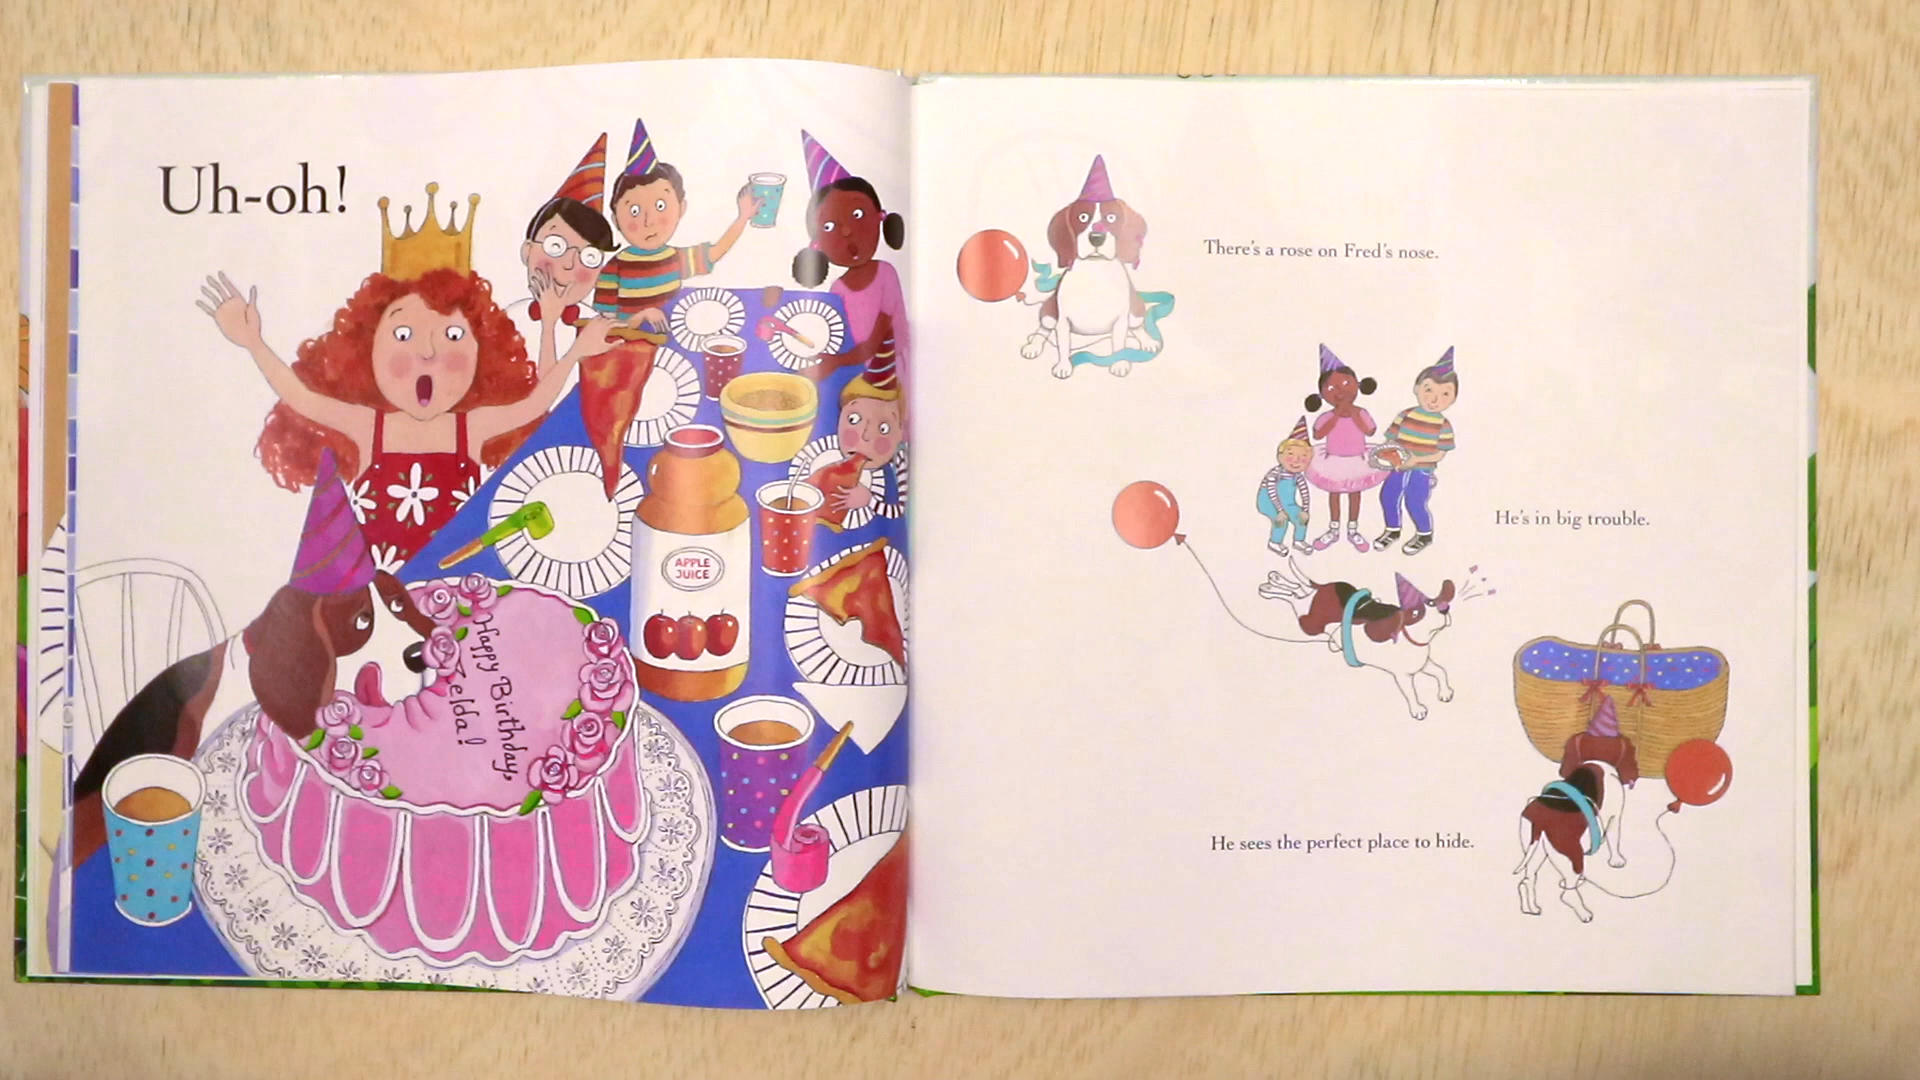 Uh-oh!
Happy Birthday,
Zelda!
APPLE
JUICE
There's a rose on Fred's nose.
He's in big trouble.
He sees the perfect place to hide.